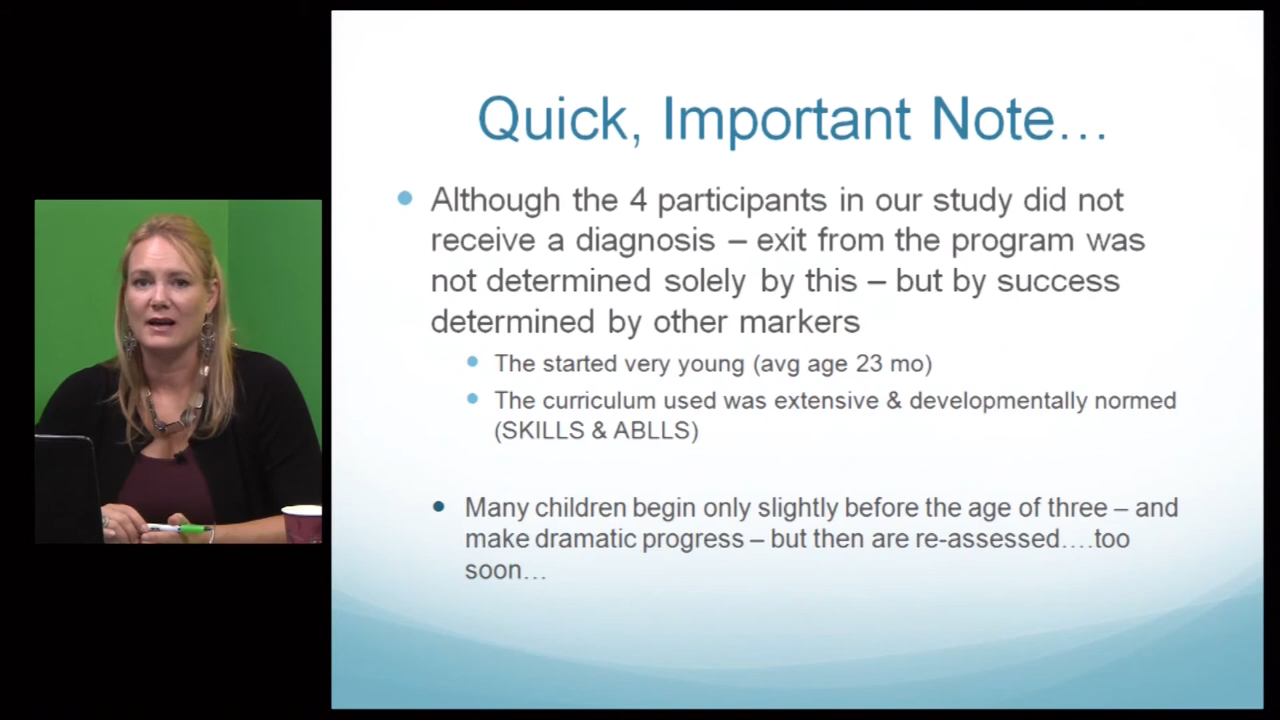 Quick, Important Note…
Although the 4 participants in our study did not
receive a diagnosis – exit from the program was
not determined solely by this – but by success
determined by other markers
The started very young (avg age 23 mo)
The curriculum used was extensive & developmentally normed
(SKILLS & ABLLS)
Many children begin only slightly before the age of three – and
make dramatic progress – but then are re-assessed….too
soon…